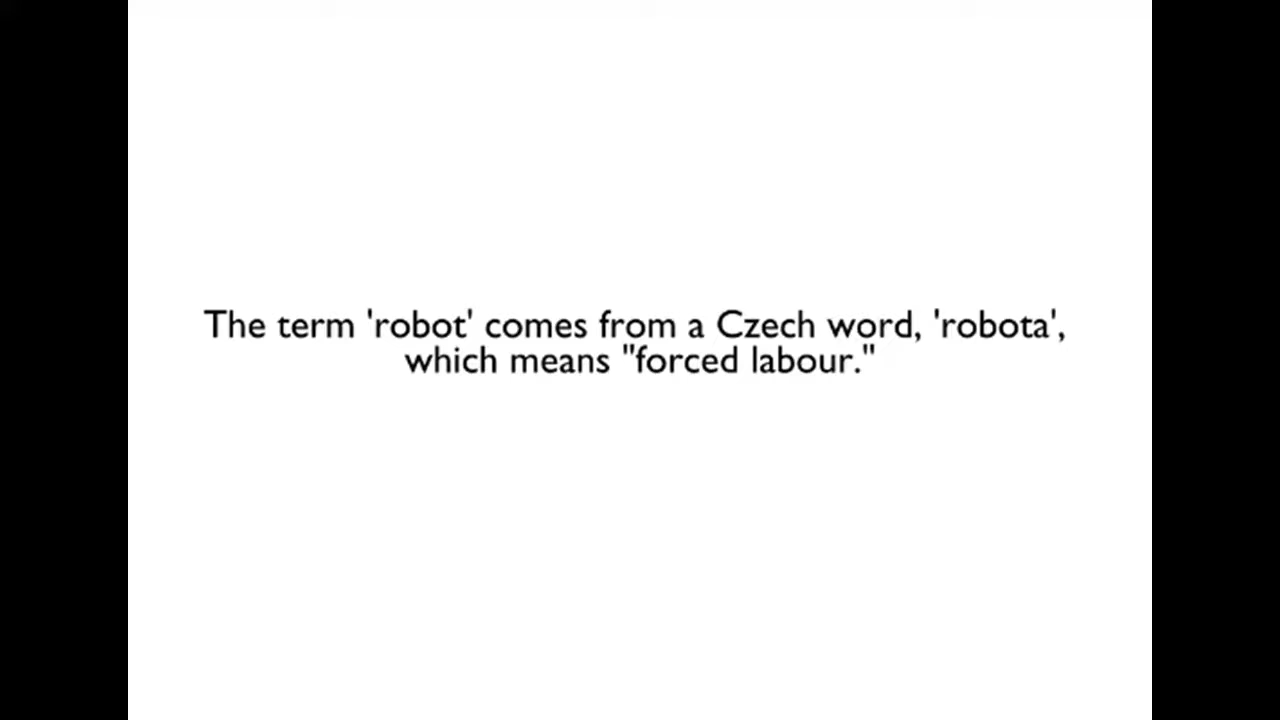 The term 'robot' comes from a Czech word, 'robota',
which means "forced labour."